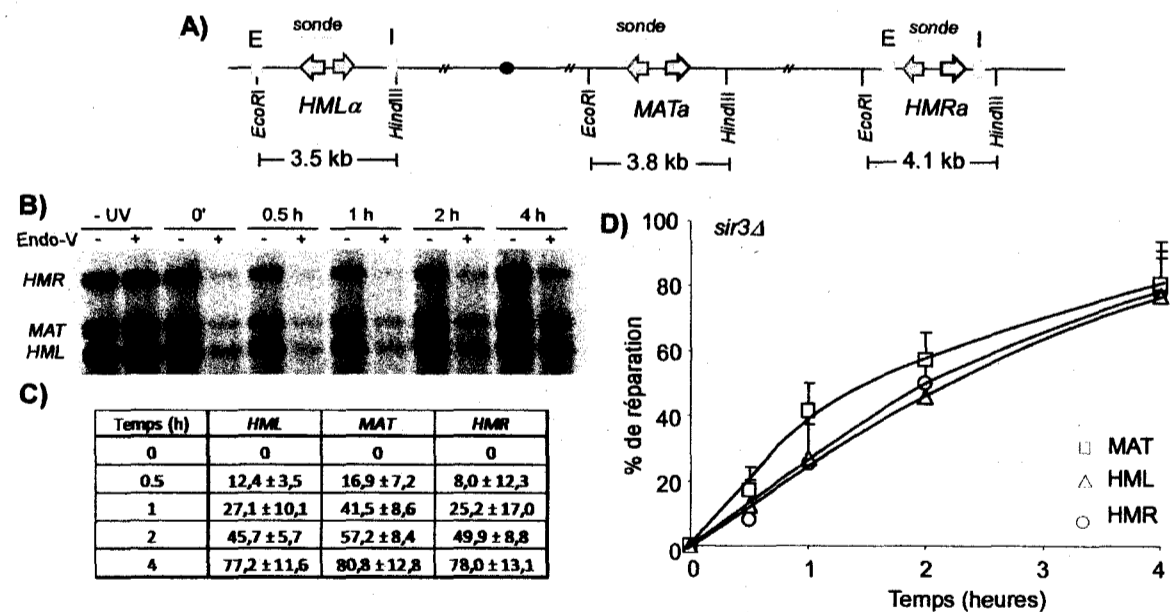 A)
sonde
sonde
sonde
E
I
E
I
EcoRI
HMLα
HindIII
EcoRI
MATa
HindIII
EcoRI
HMRa
HindIII
3.5 kb
3.8 kb
4.1 kb
B)
- UV
0'
0.5 h
1 h
2 h
4 h
Endo-V
- + - + - + - + - + - +
HMR
MAT
HML
C)
Temps (h) HML MAT HMR
0 0 0 0
0.5 12,4 ± 3,5 16,9 ± 7,2 8,0 ± 12,3
1 27,1 ± 10,1 41,5 ± 8,6 25,2 ± 17,0
2 45,7 ± 5,7 57,2 ± 8,4 49,9 ± 8,8
4 77,2 ± 11,6 80,8 ± 12,8 78,0 ± 13,1
D)
sir3Δ
% de réparation
100
80
60
40
20
0
0 1 2 3 4
Temps (heures)
MAT
HML
HMR